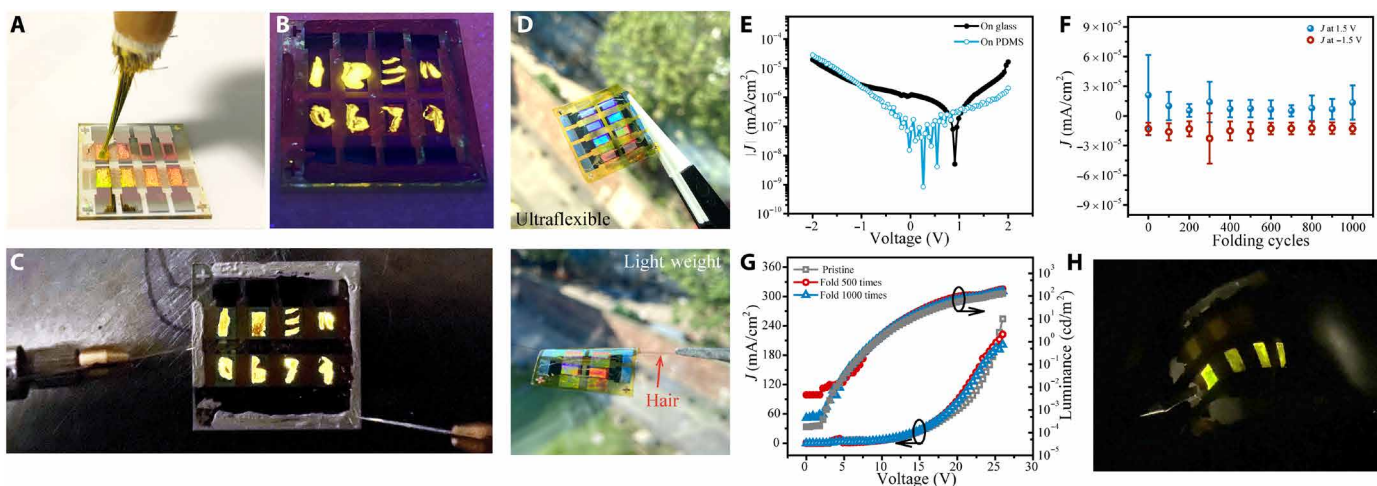 A
B
C
D
Ultraflexible
Light weight
Hair
E
On glass
On PDMS
10⁻⁴
10⁻⁵
10⁻⁶
10⁻⁷
10⁻⁸
10⁻⁹
10⁻¹⁰
|J| (mA/cm²)
-2 -1 0 1 2
Voltage (V)
F
J at 1.5 V
J at −1.5 V
9×10⁻⁵
6×10⁻⁵
3×10⁻⁵
0
−3×10⁻⁵
−6×10⁻⁵
−9×10⁻⁵
J (mA/cm²)
0 200 400 600 800 1000
Folding cycles
G
Pristine
Fold 500 times
Fold 1000 times
360
300
240
180
120
60
0
J (mA/cm²)
10³
10²
10¹
10⁰
10⁻¹
10⁻²
10⁻³
10⁻⁴
10⁻⁵
Luminance (cd/m²)
0 5 10 15 20 25 30
Voltage (V)
H